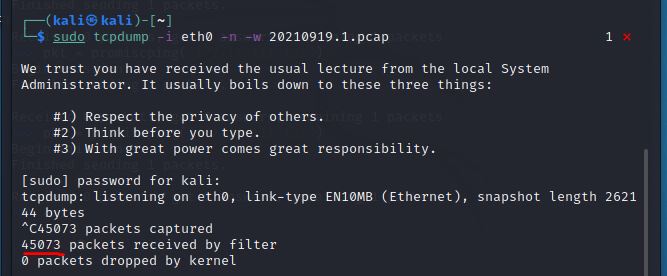 ┌──(kali㉿kali)-[~]
└─$ sudo tcpdump -i eth0 -n -w 20210919.1.pcap 1 ✗
We trust you have received the usual lecture from the local System
Administrator. It usually boils down to these three things:
#1) Respect the privacy of others.
#2) Think before you type.
#3) With great power comes great responsibility.
[sudo] password for kali:
tcpdump: listening on eth0, link-type EN10MB (Ethernet), snapshot length 2621
44 bytes
^C45073 packets captured
45073 packets received by filter
0 packets dropped by kernel